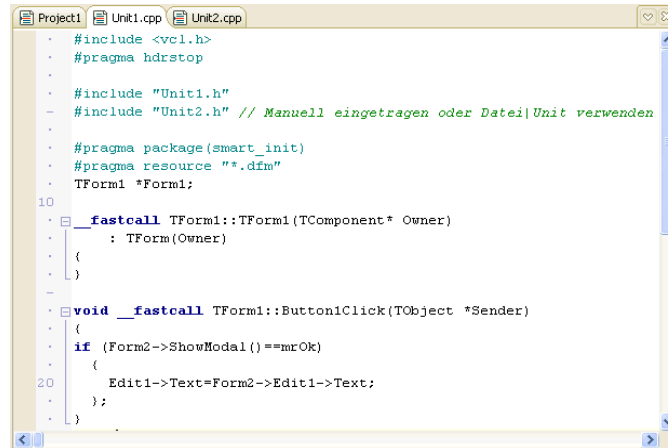 Project1 Unit1.cpp Unit2.cpp
#include <vcl.h>
#pragma hdrstop
#include "Unit1.h"
#include "Unit2.h" // Manuell eingetragen oder Datei|Unit verwenden
#pragma package(smart_init)
#pragma resource "*.dfm"
TForm1 *Form1;
10
__fastcall TForm1::TForm1(TComponent* Owner)
: TForm(Owner)
{
}
void __fastcall TForm1::Button1Click(TObject *Sender)
{
if (Form2->ShowModal()==mrOk)
{
20 Edit1->Text=Form2->Edit1->Text;
};
}